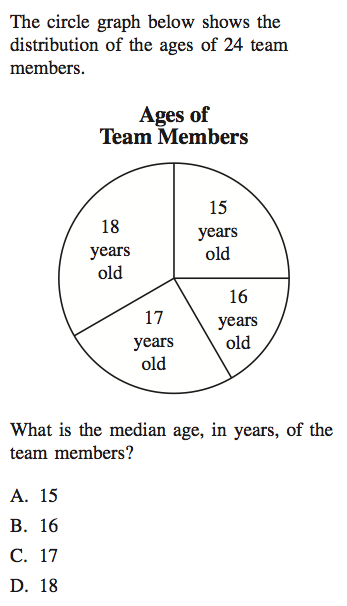 The circle graph below shows the
distribution of the ages of 24 team
members.
Ages of
Team Members
18
years
old
15
years
old
16
years
old
17
years
old
What is the median age, in years, of the
team members?
A. 15
B. 16
C. 17
D. 18